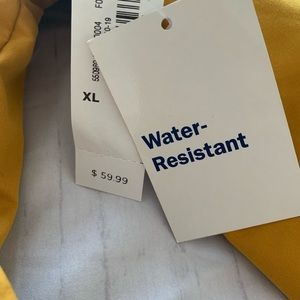 XL
$ 59.99
Water-
Resistant